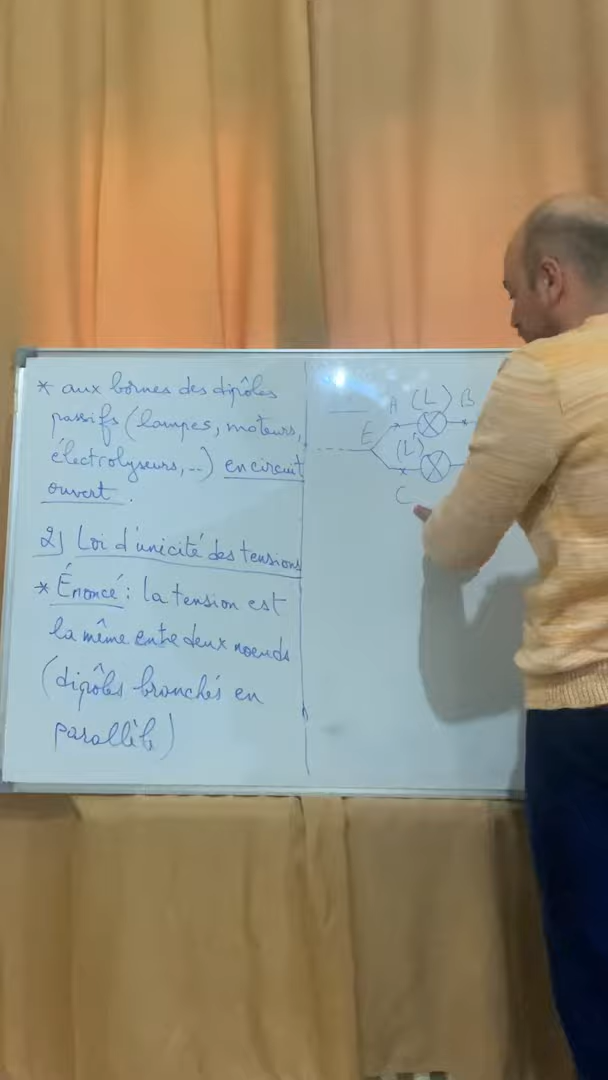 * aux bornes des dipôles
passifs (lampes, moteurs,
électrolyseurs, ..) en circuit
ouvert.
2) Loi d'unicité des tensions
* Énoncé : la tension est
la même entre deux noeuds
(dipôles branchés en
parallèle)
A (L) B
E
(L')
C